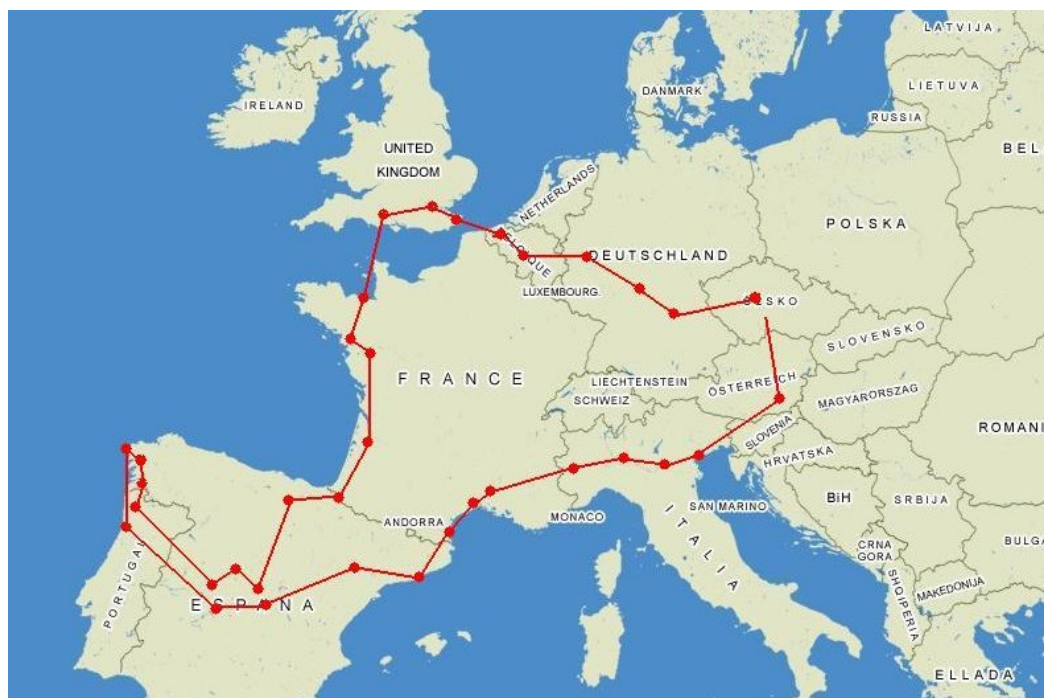 LATVIJA
LIETUVA
DANMARK
RUSSIA
IRELAND
BEL
UNITED
KINGDOM
NETHERLANDS
POLSKA
DEUTSCHLAND
LUXEMBOURG.
SLOVENSKO
FRANCE
LIECHTENSTEIN
SCHWEIZ
ÖSTERREICH
MAGYARORSZAG
ROMANI
SLOVENIA
HRVATSKA
BiH
SRBIJA
ANDORRA
MONACO
SAN MARINO
ITALIA
CRNA
GORA
BULGA
PORTUGAL
ESPAÑA
SHQIPERIA
MAKEDONIJA
ELLADA